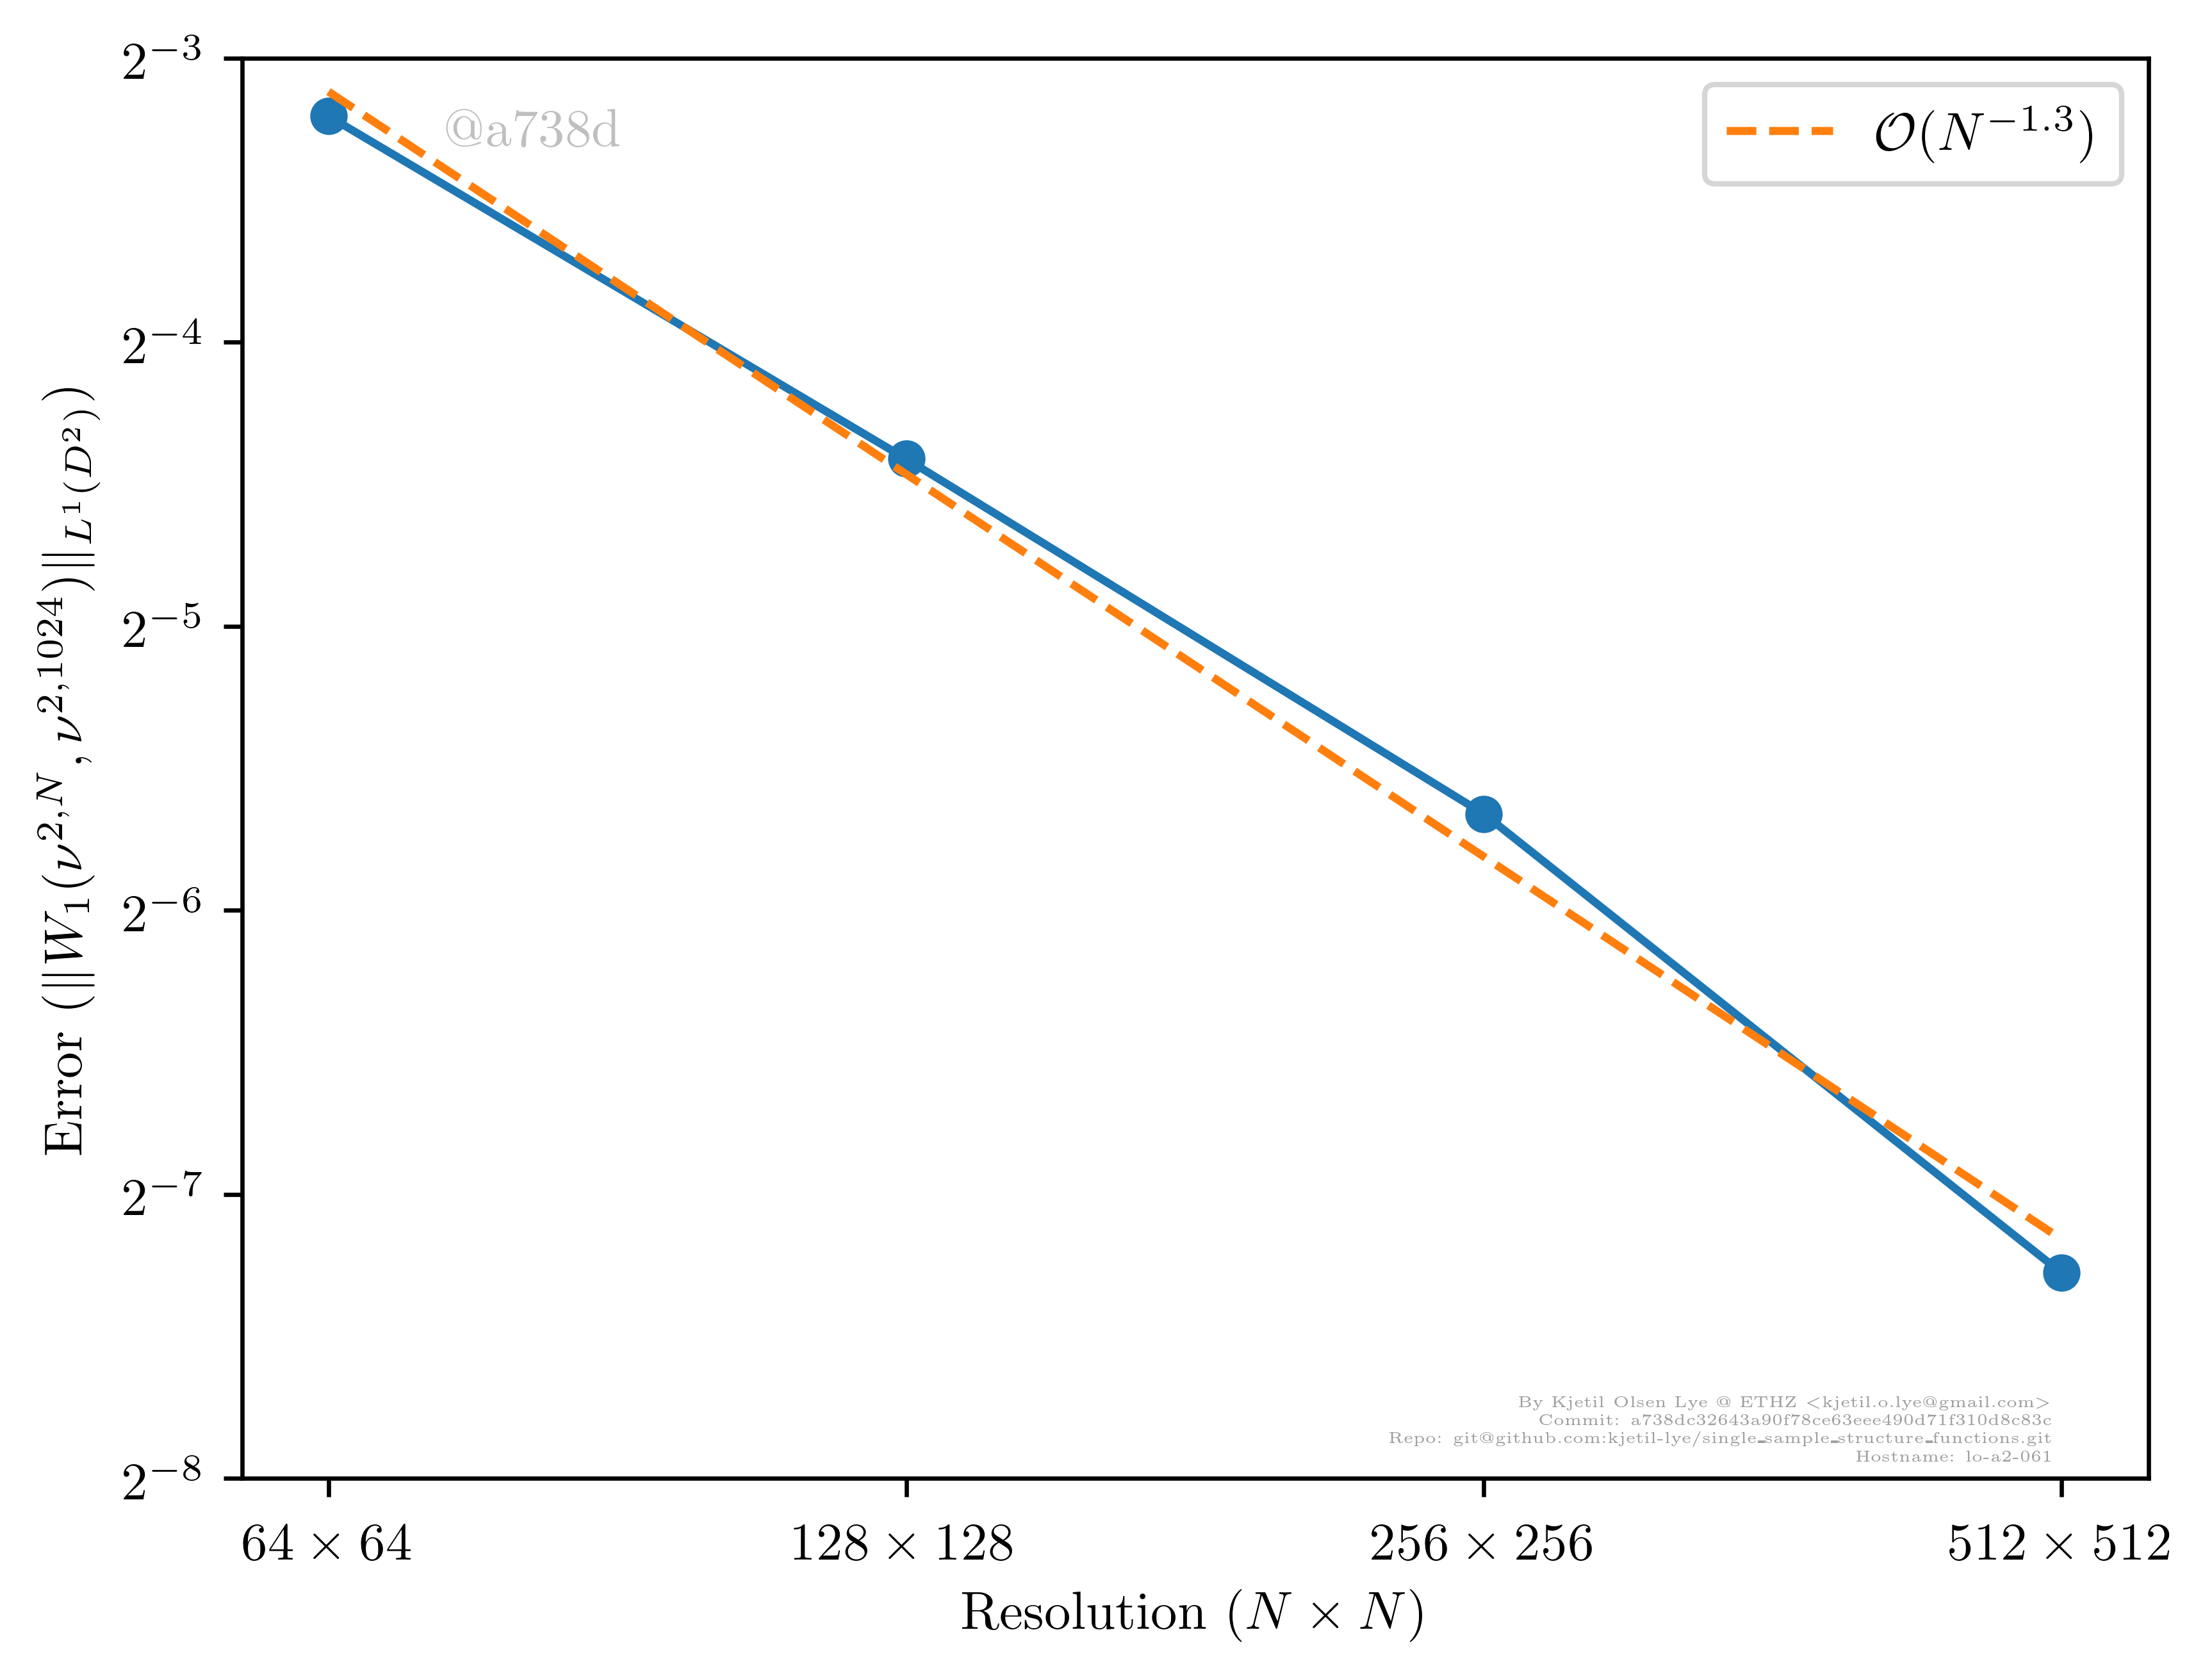 2^{-3}
@a738d
𝒪(N^{-1.3})
2^{-4}
2^{-5}
2^{-6}
2^{-7}
2^{-8}
Error (||W_1(ν^{2,N}, ν^{2,1024})||_{L^1(D^2)})
By Kjetil Olsen Lye @ ETHZ <kjetil.o.lye@gmail.com>
Commit: a738dc32643a90f78ce63eee490d71f310d8c83c
Repo: git@github.com:kjetil-lye/single_sample_structure_functions.git
Hostname: lo-a2-061
64 × 64 128 × 128 256 × 256 512 × 512
Resolution (N × N)